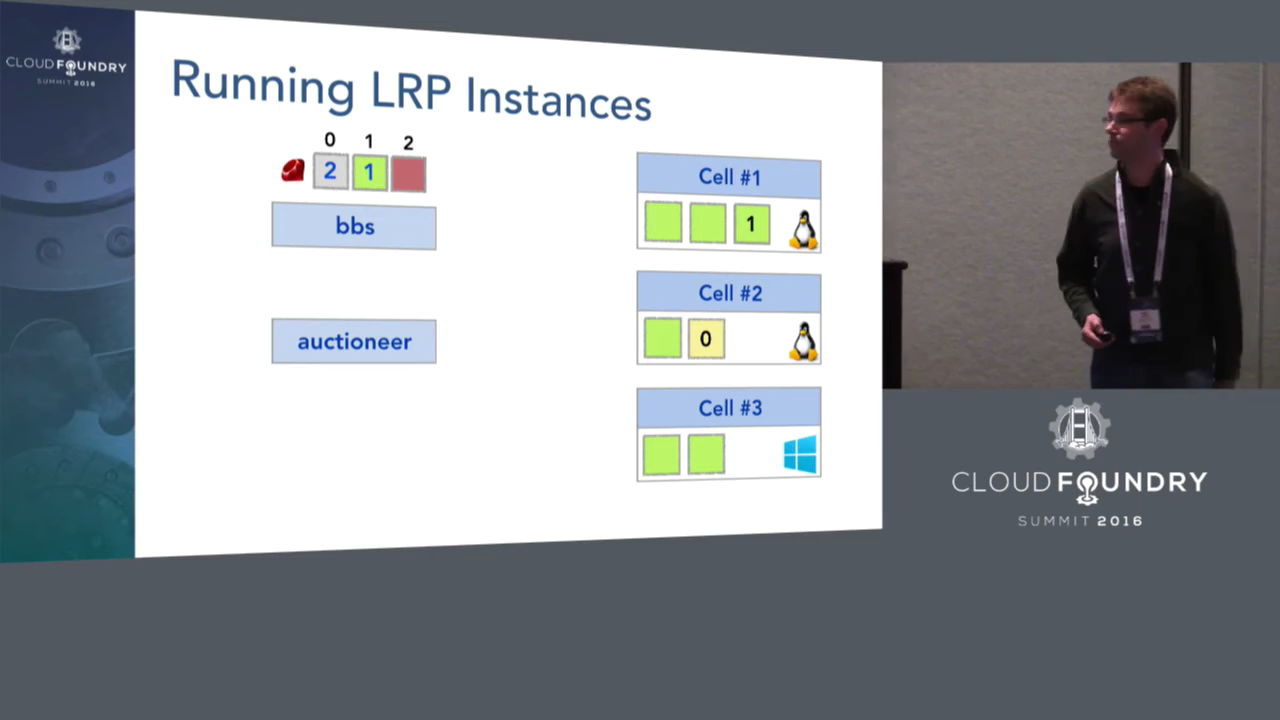 CLOUD FOUNDRY
SUMMIT 2016
Running LRP Instances
0 1 2
2 1
bbs
auctioneer
Cell #1
1
Cell #2
0
Cell #3
CLOUD FOUNDRY
SUMMIT 2016